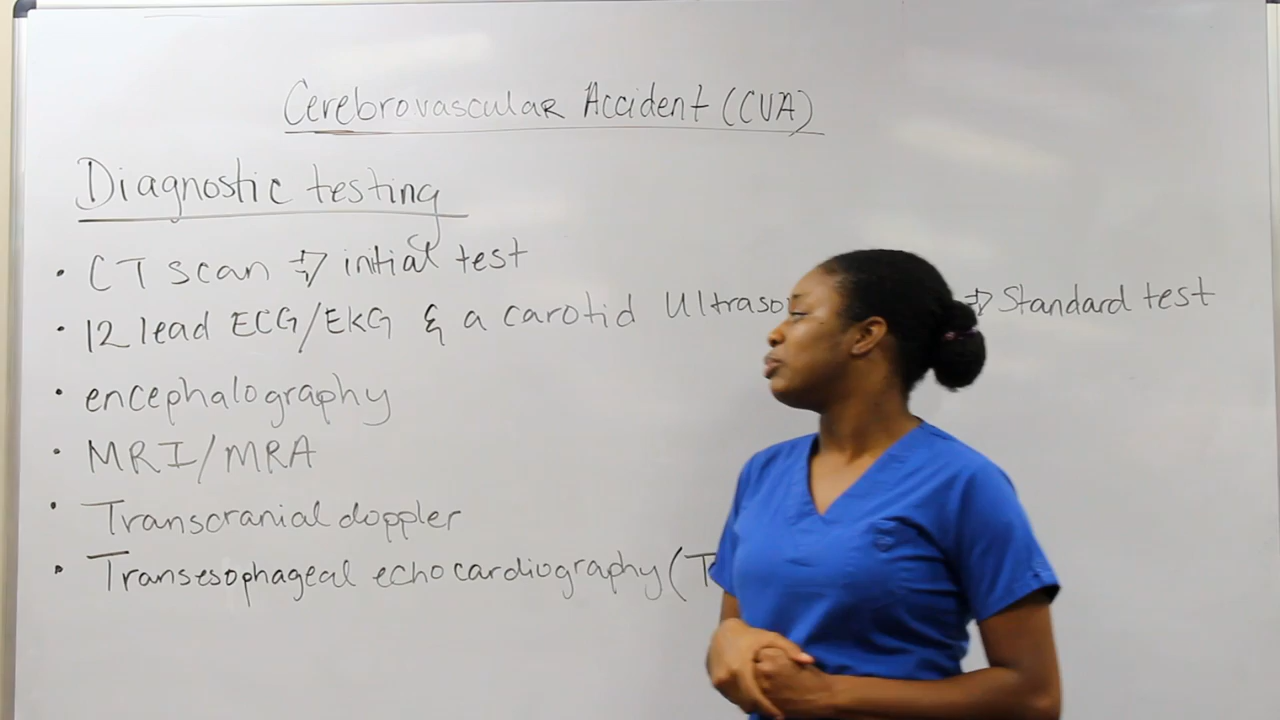 Cerebrovascular Accident (CVA)
Diagnostic testing
• CT scan ⇒ initial test
• 12 lead ECG/EKG & a carotid Ultraso ⇒ Standard test
• encephalography
• MRI/MRA
• Transcranial doppler
• Transesophageal echocardiography (T